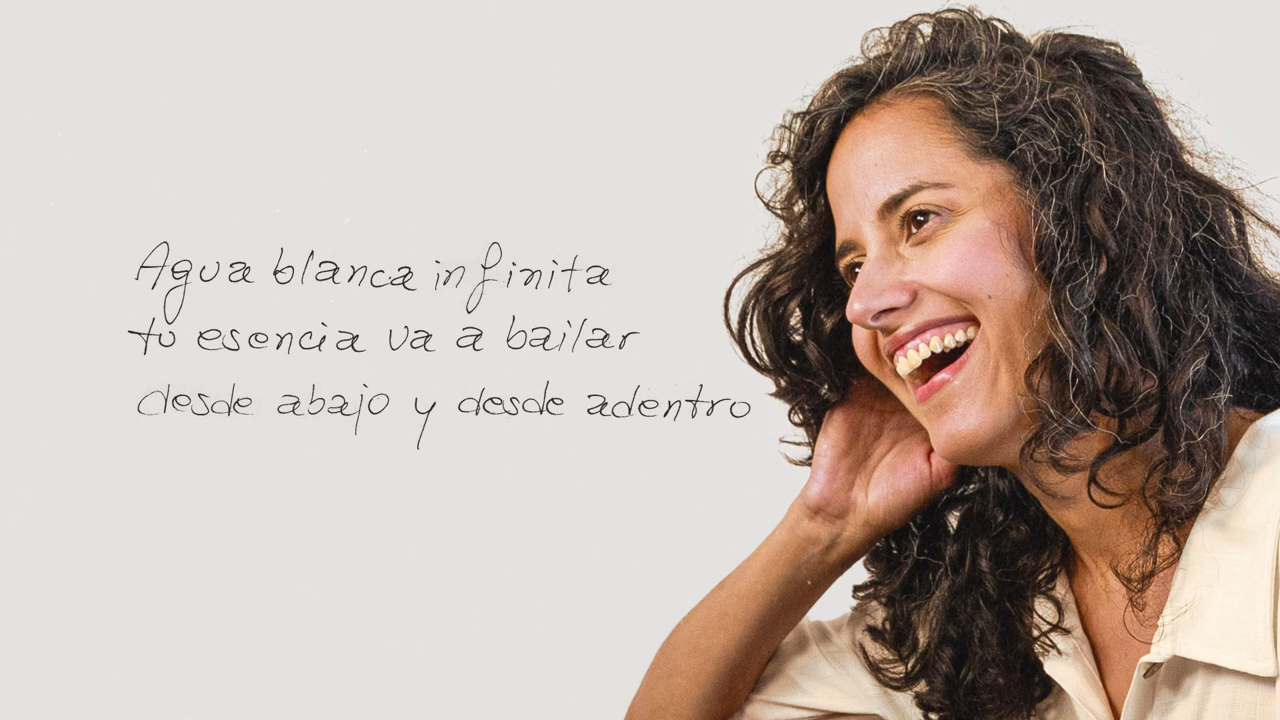 Agua blanca infinita
tu esencia va a bailar
desde abajo y desde adentro